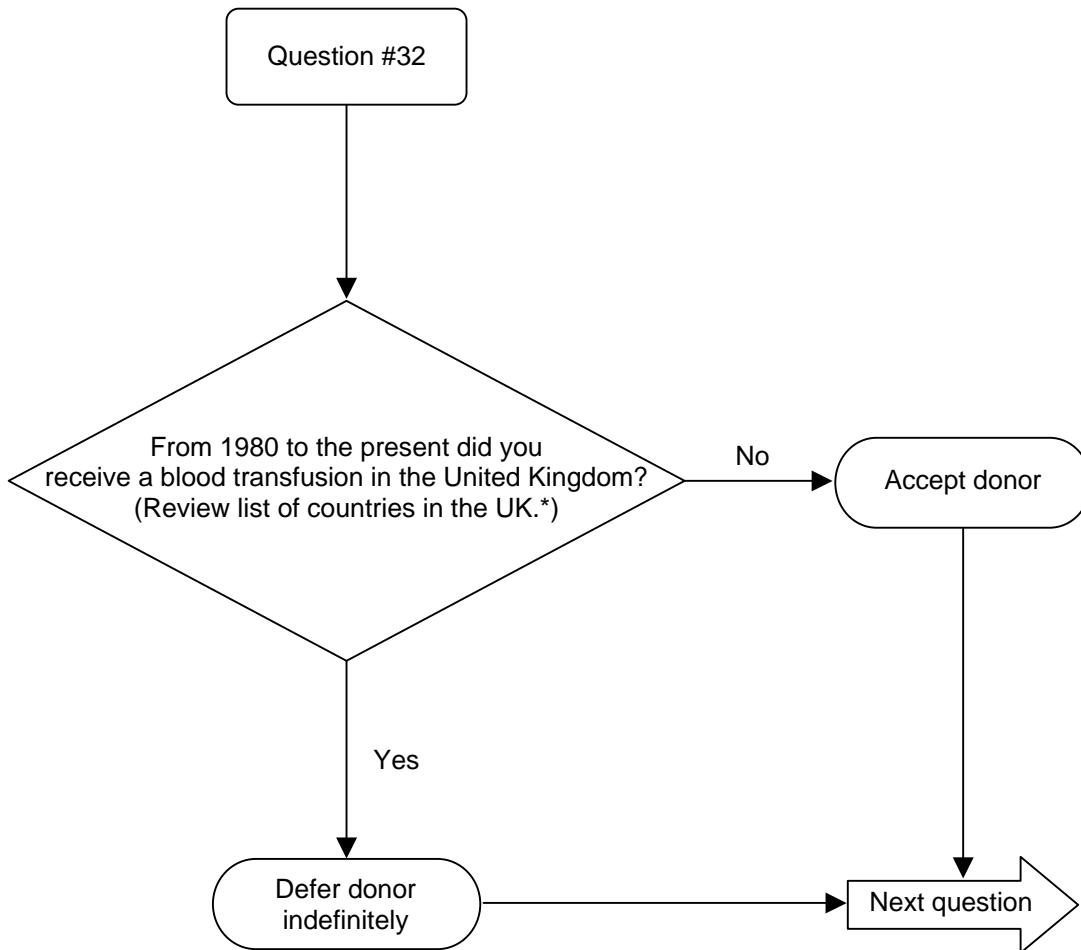 Question #32
From 1980 to the present did you
receive a blood transfusion in the United Kingdom?
(Review list of countries in the UK.*)
No
Accept donor
Yes
Defer donor
indefinitely
Next question